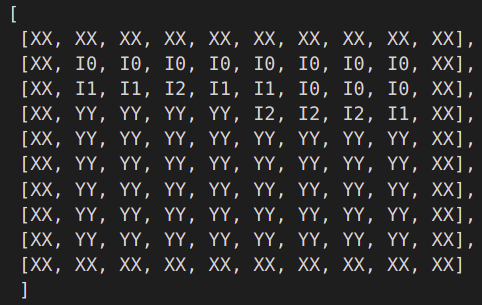 [
[XX, XX, XX, XX, XX, XX, XX, XX, XX, XX],
[XX, I0, I0, I0, I0, I0, I0, I0, I0, XX],
[XX, I1, I1, I2, I1, I1, I0, I0, I0, XX],
[XX, YY, YY, YY, YY, I2, I2, I2, I1, XX],
[XX, YY, YY, YY, YY, YY, YY, YY, YY, XX],
[XX, YY, YY, YY, YY, YY, YY, YY, YY, XX],
[XX, YY, YY, YY, YY, YY, YY, YY, YY, XX],
[XX, YY, YY, YY, YY, YY, YY, YY, YY, XX],
[XX, YY, YY, YY, YY, YY, YY, YY, YY, XX],
[XX, XX, XX, XX, XX, XX, XX, XX, XX, XX]
]